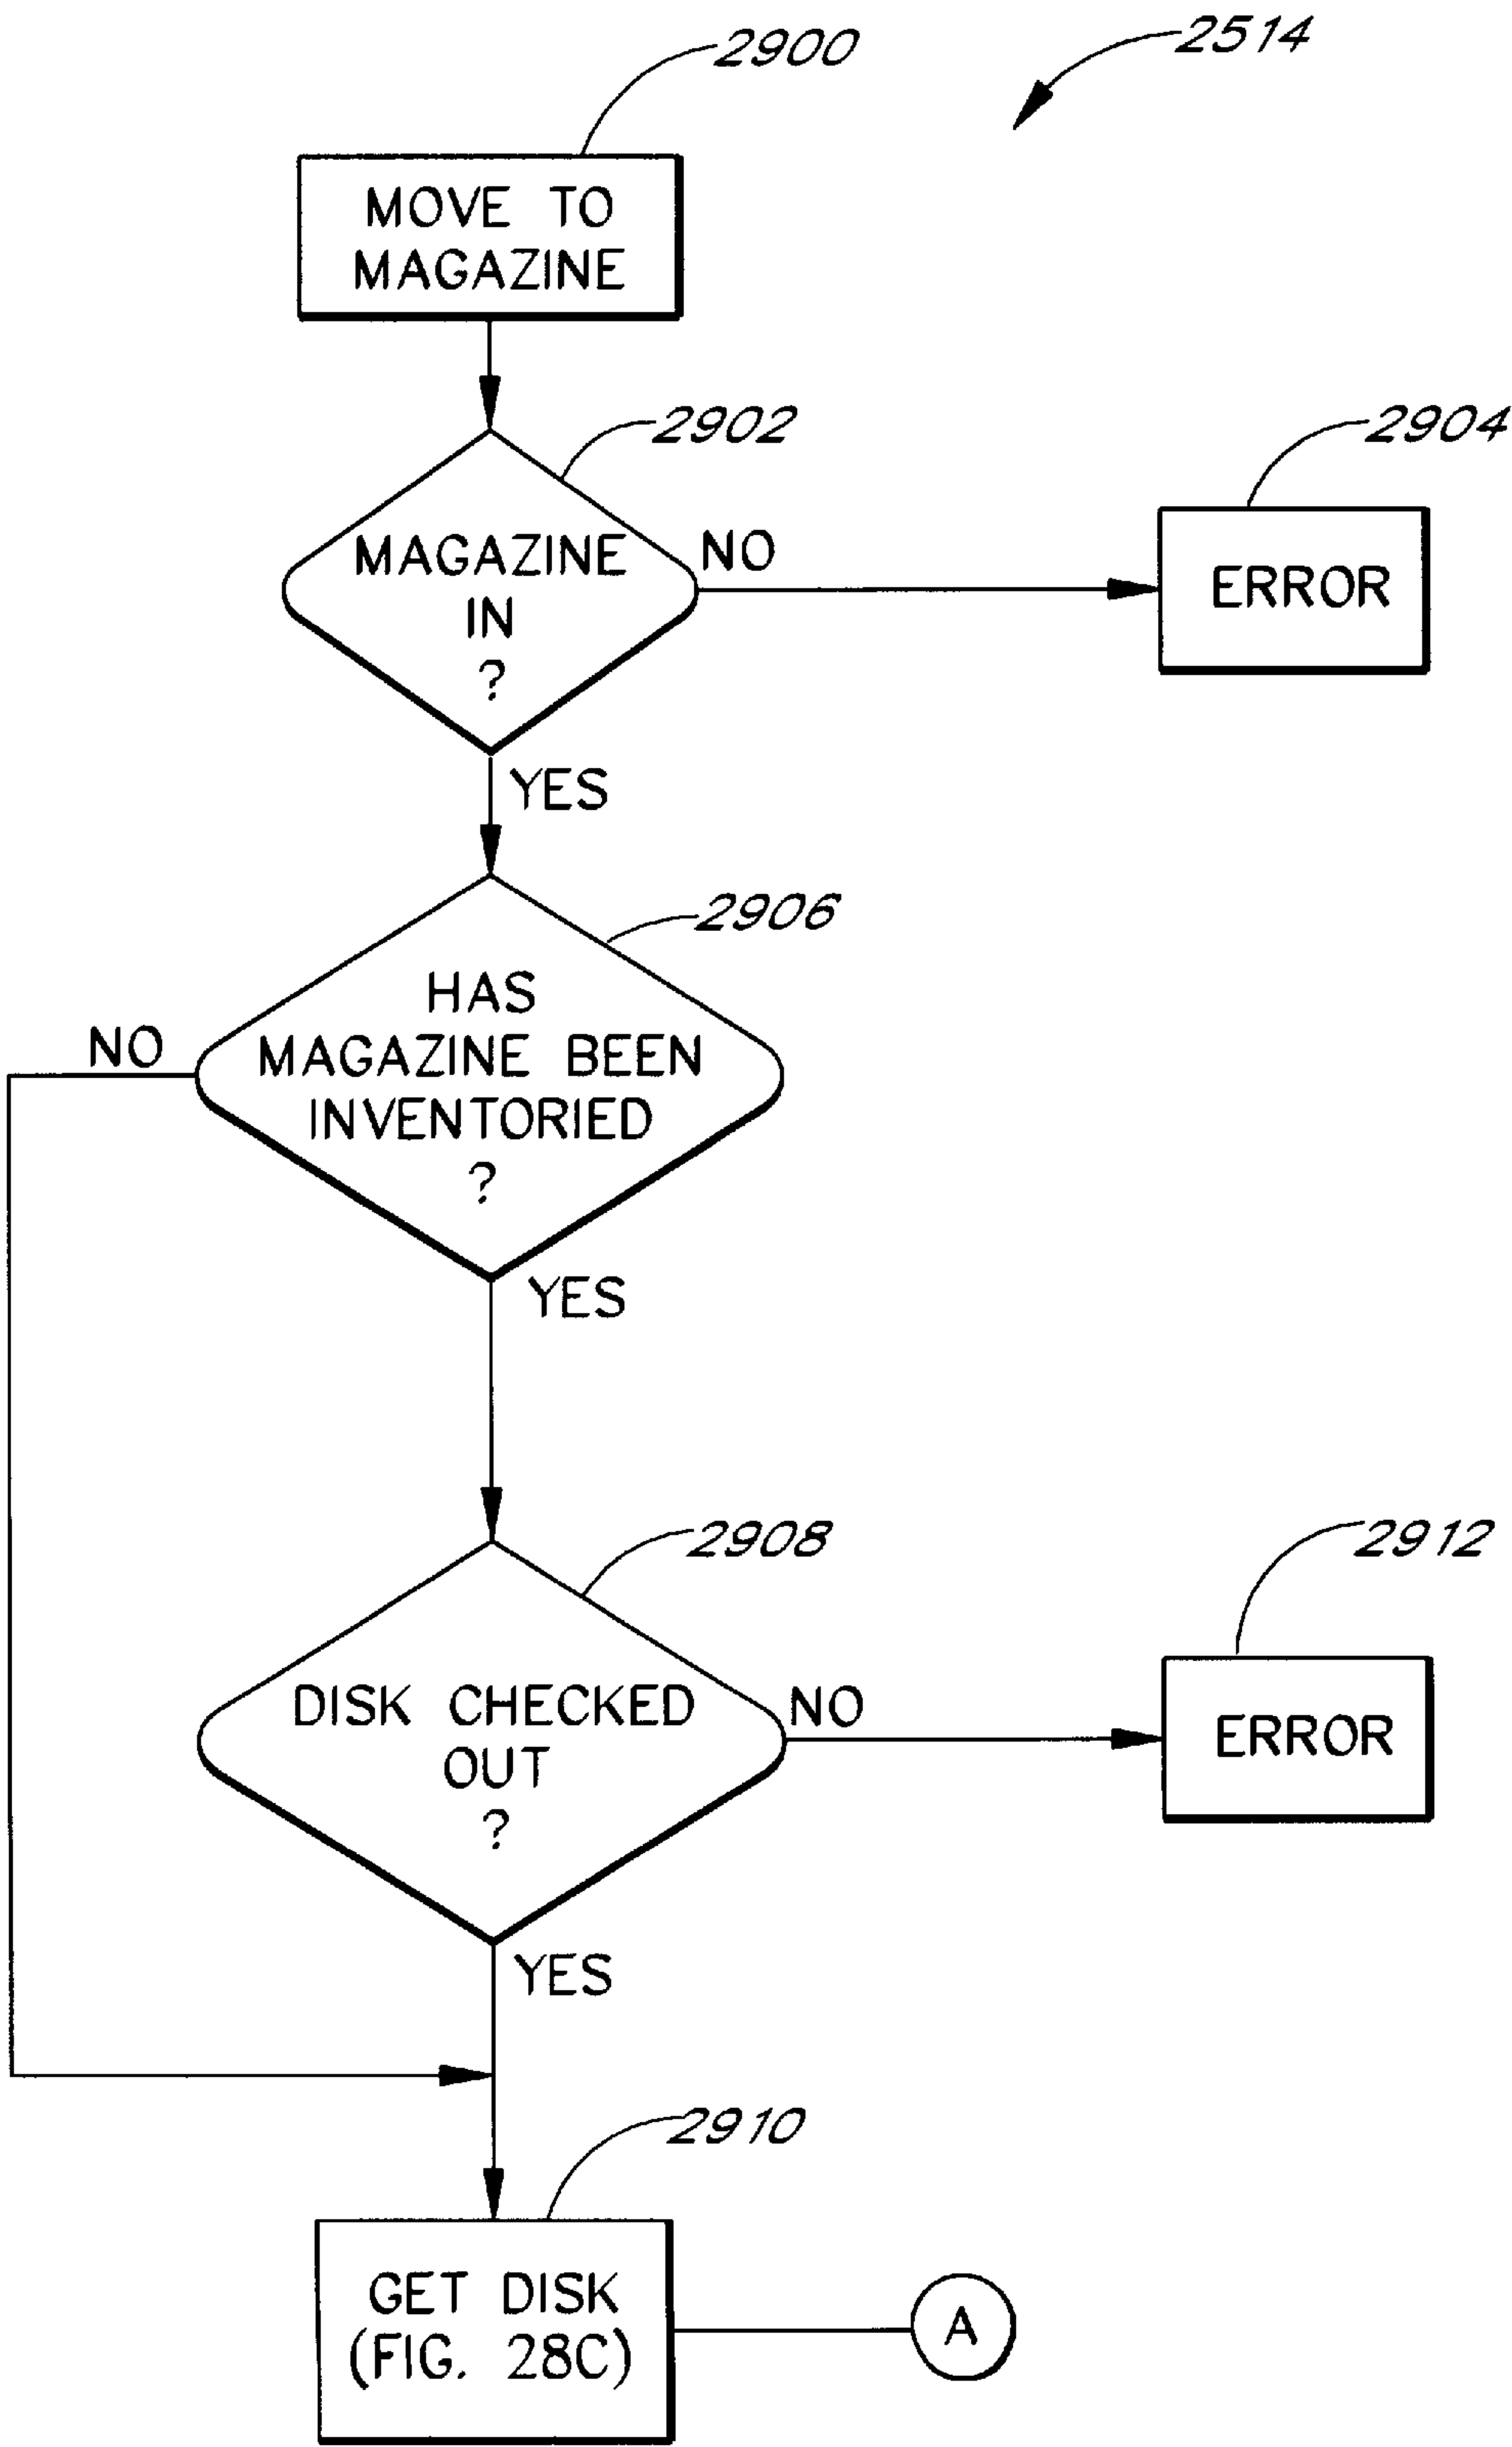 2900
2514
MOVE TO
MAGAZINE
2902
2904
MAGAZINE
IN
?
NO
ERROR
YES
2906
HAS
MAGAZINE BEEN
INVENTORIED
?
NO
YES
2908
2912
DISK CHECKED
OUT
?
NO
ERROR
YES
2910
GET DISK
(FIG. 28C)
A